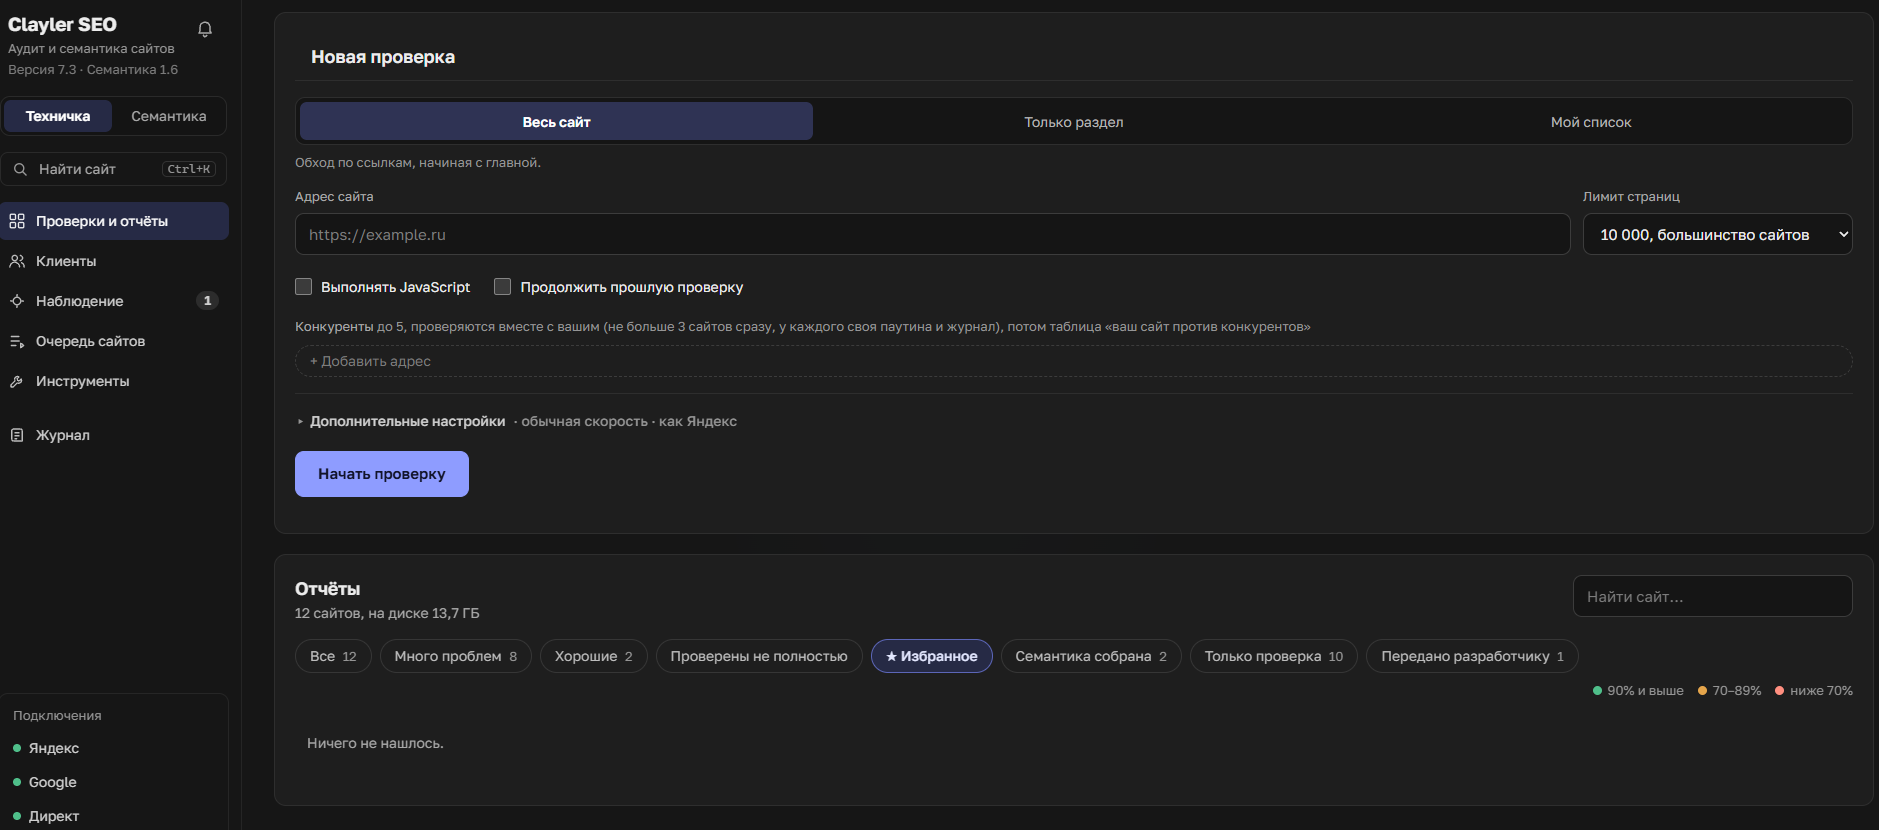 Clayler SEO
Аудит и семантика сайтов
Версия 7.3 · Семантика 1.6
Техничка
Семантика
Найти сайт
Ctrl+K
Проверки и отчёты
Клиенты
Наблюдение
1
Очередь сайтов
Инструменты
Журнал
Подключения
Яндекс
Google
Директ
Новая проверка
Весь сайт
Только раздел
Мой список
Обход по ссылкам, начиная с главной.
Адрес сайта
Лимит страниц
https://example.ru
10 000, большинство сайтов
Выполнять JavaScript
Продолжить прошлую проверку
Конкуренты до 5, проверяются вместе с вашим (не больше 3 сайтов сразу, у каждого своя паутина и журнал), потом таблица «ваш сайт против конкурентов»
+ Добавить адрес
Дополнительные настройки · обычная скорость · как Яндекс
Начать проверку
Отчёты
12 сайтов, на диске 13,7 ГБ
Найти сайт...
Все 12
Много проблем 8
Хорошие 2
Проверены не полностью
★ Избранное
Семантика собрана 2
Только проверка 10
Передано разработчику 1
90% и выше
70–89%
ниже 70%
Ничего не нашлось.